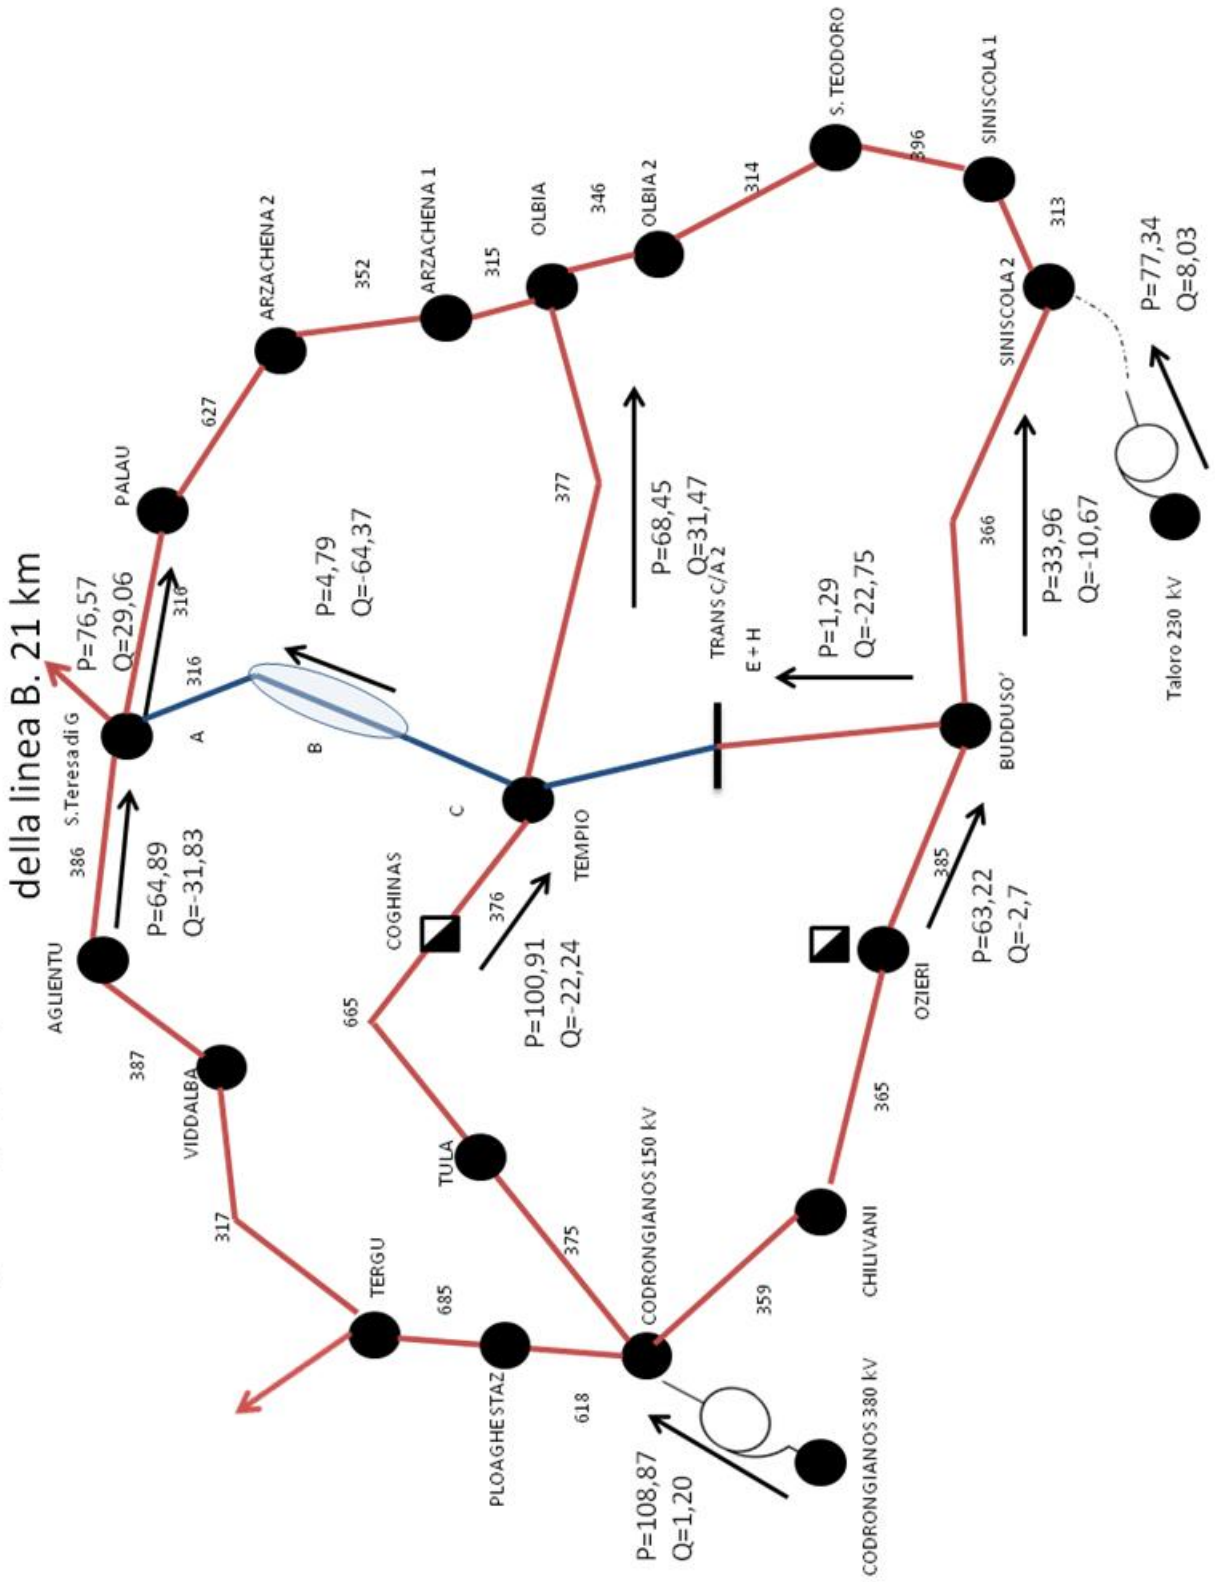 della linea B. 21 km
S.Teresa di G
P=76,57
Q=29,06
316
316
A
B
C
PALAU
627
ARZACHENA 2
352
ARZACHENA 1
315
OLBIA
346
OLBIA 2
314
S. TEODORO
396
SINISCOLA 1
313
SINISCOLA 2
AGLIENTU
386
P=64,89
Q=-31,83
387
VIDDALBA
317
TERGU
685
PLOAGHE STAZ
618
P=4,79
Q=-64,37
377
P=68,45
Q=31,47
COGHINAS
376
TEMPIO
665
P=100,91
Q=-22,24
TULA
375
CODRONGIANOS 150 kV
TRANS C/A 2
E + H
P=1,29
Q=-22,75
366
P=33,96
Q=-10,67
BUDDUSO’
385
P=63,22
Q=-2,7
OZIERI
365
CHILIVANI
359
P=108,87
Q=1,20
CODRONGIANOS 380 kV
P=77,34
Q=8,03
Taloro 230 kV